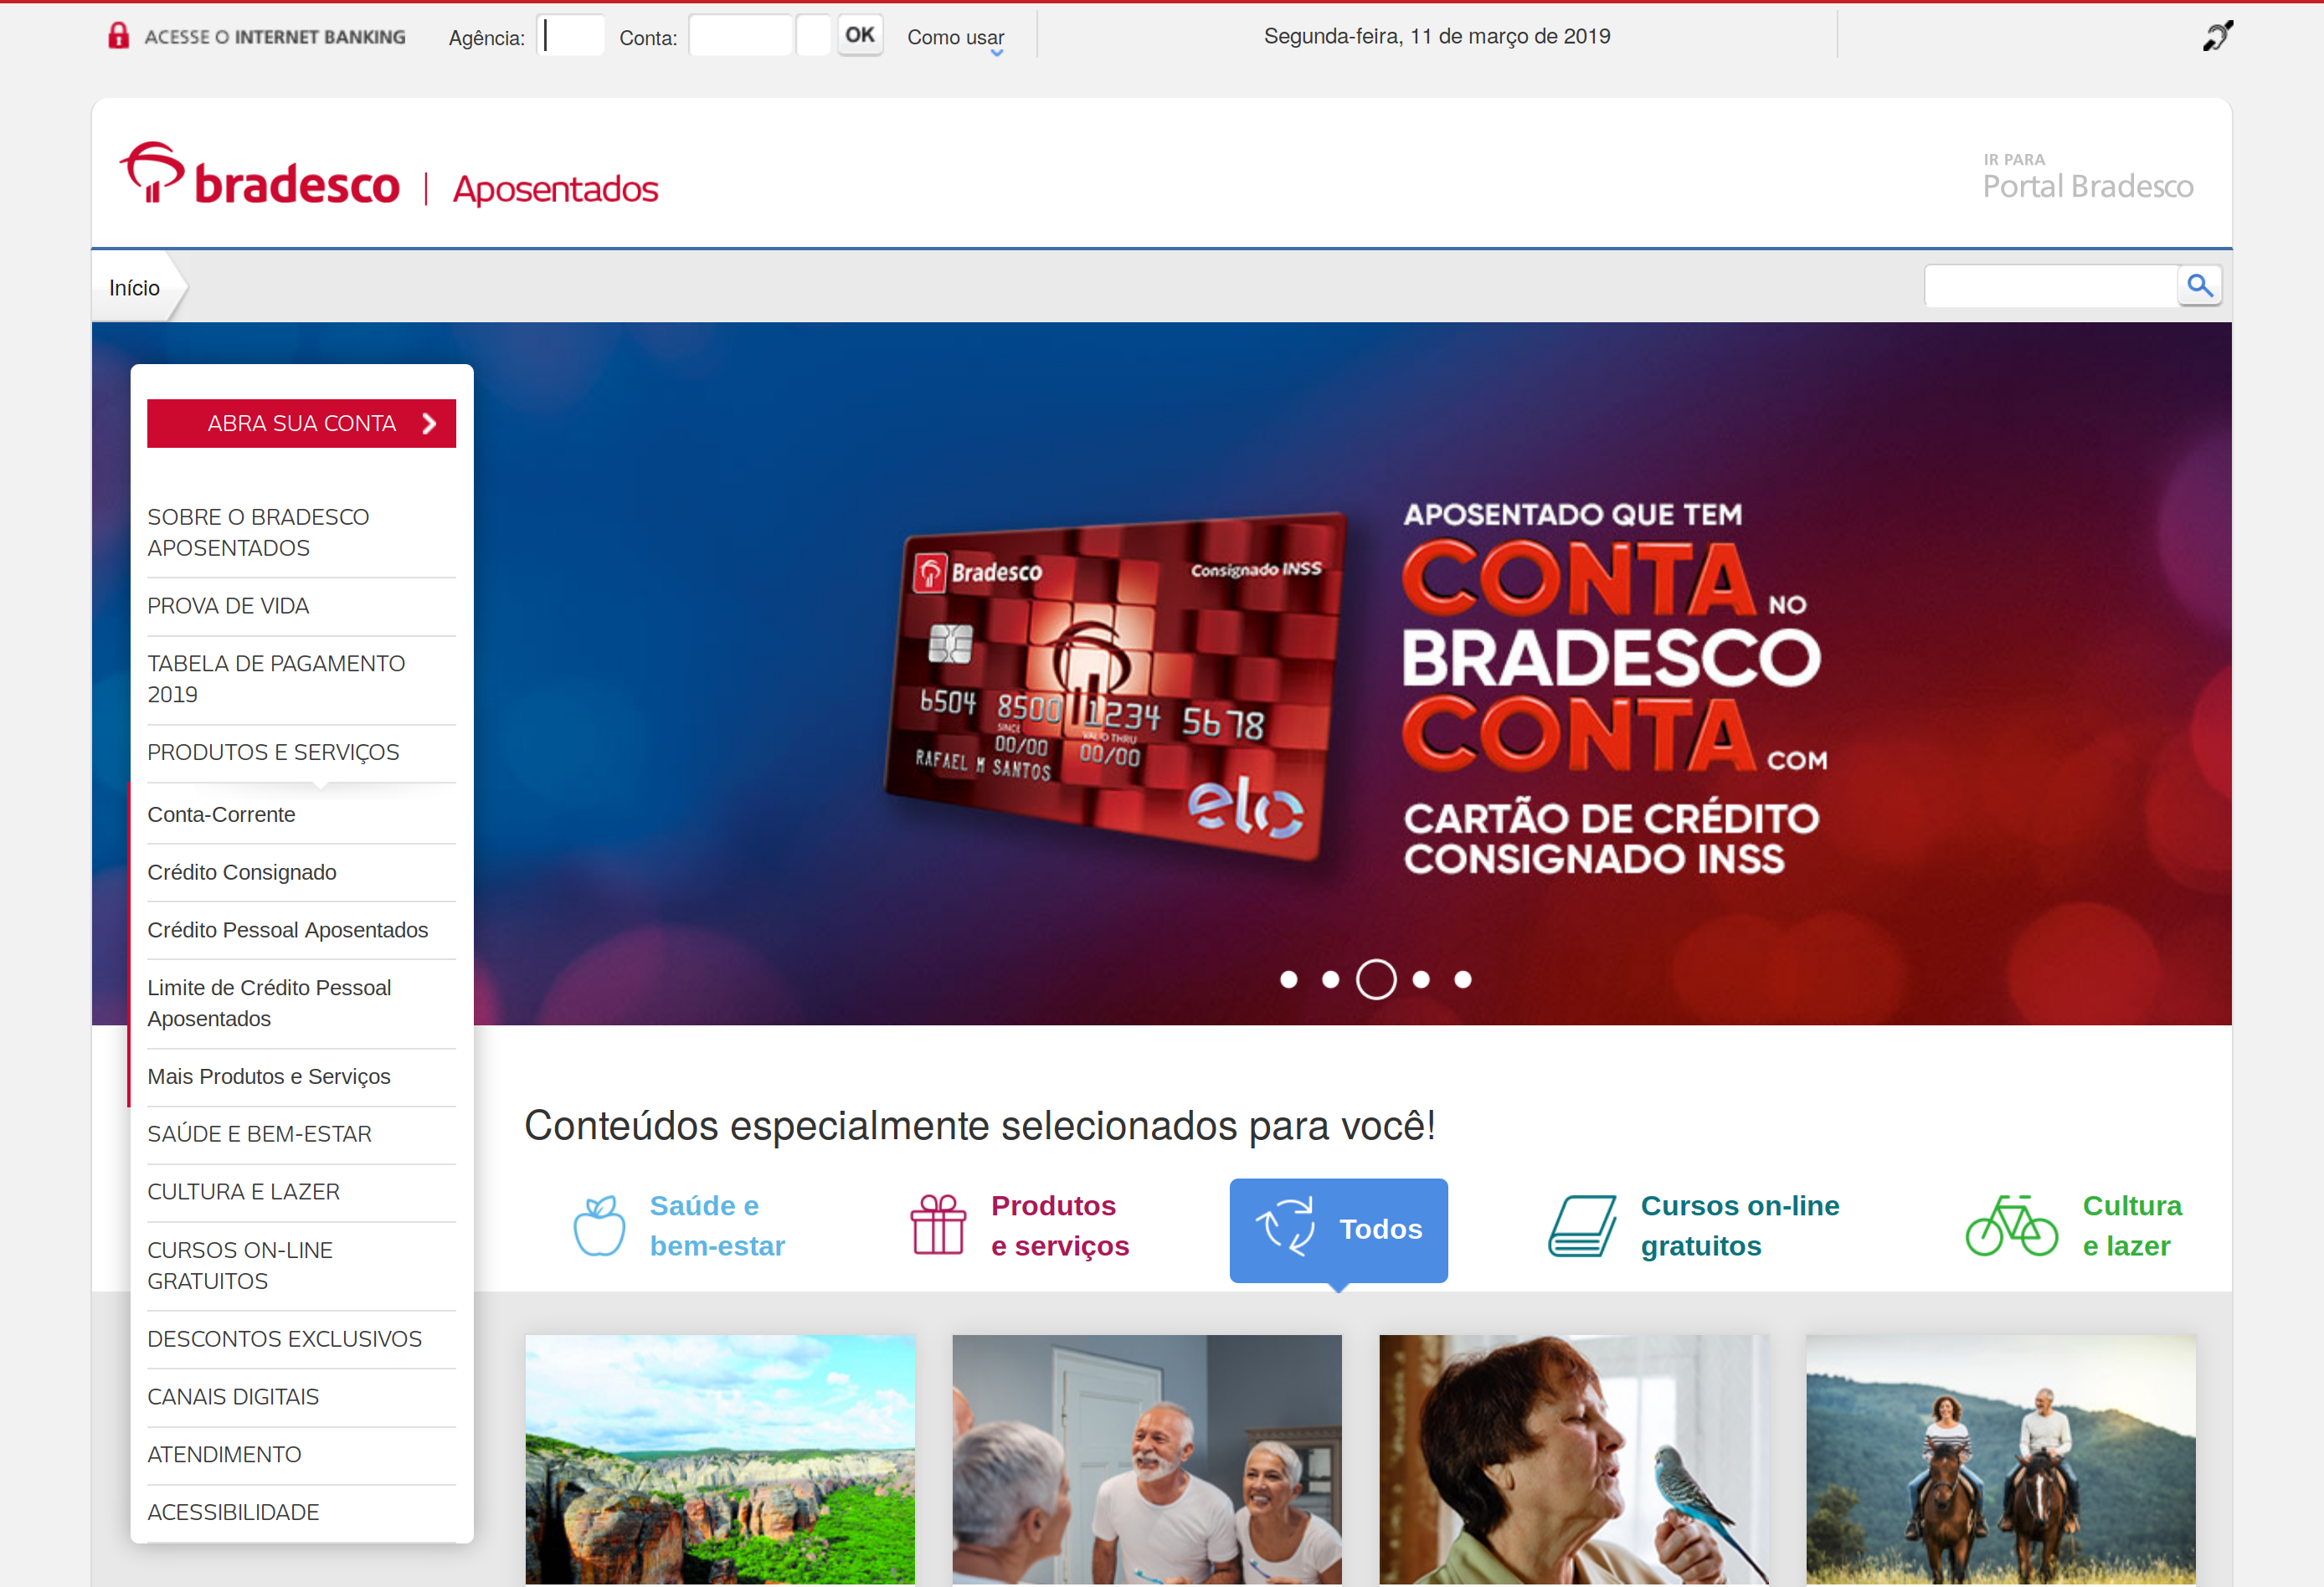 ACESSE O INTERNET BANKING Agência: Conta: OK Como usar Segunda-feira, 11 de março de 2019
bradesco | Aposentados
IR PARA
Portal Bradesco
Início
ABRA SUA CONTA
SOBRE O BRADESCO
APOSENTADOS
PROVA DE VIDA
TABELA DE PAGAMENTO
2019
PRODUTOS E SERVIÇOS
Conta-Corrente
Crédito Consignado
Crédito Pessoal Aposentados
Limite de Crédito Pessoal
Aposentados
Mais Produtos e Serviços
SAÚDE E BEM-ESTAR
CULTURA E LAZER
CURSOS ON-LINE
GRATUITOS
DESCONTOS EXCLUSIVOS
CANAIS DIGITAIS
ATENDIMENTO
ACESSIBILIDADE
Bradesco Consignado INSS
6504 8500 1234 5678
SINCE VALID THRU
00/00 00/00
RAFAEL M SANTOS
elo
APOSENTADO QUE TEM
CONTA NO
BRADESCO
CONTA COM
CARTÃO DE CRÉDITO
CONSIGNADO INSS
Conteúdos especialmente selecionados para você!
Saúde e
bem-estar
Produtos
e serviços
Todos
Cursos on-line
gratuitos
Cultura
e lazer